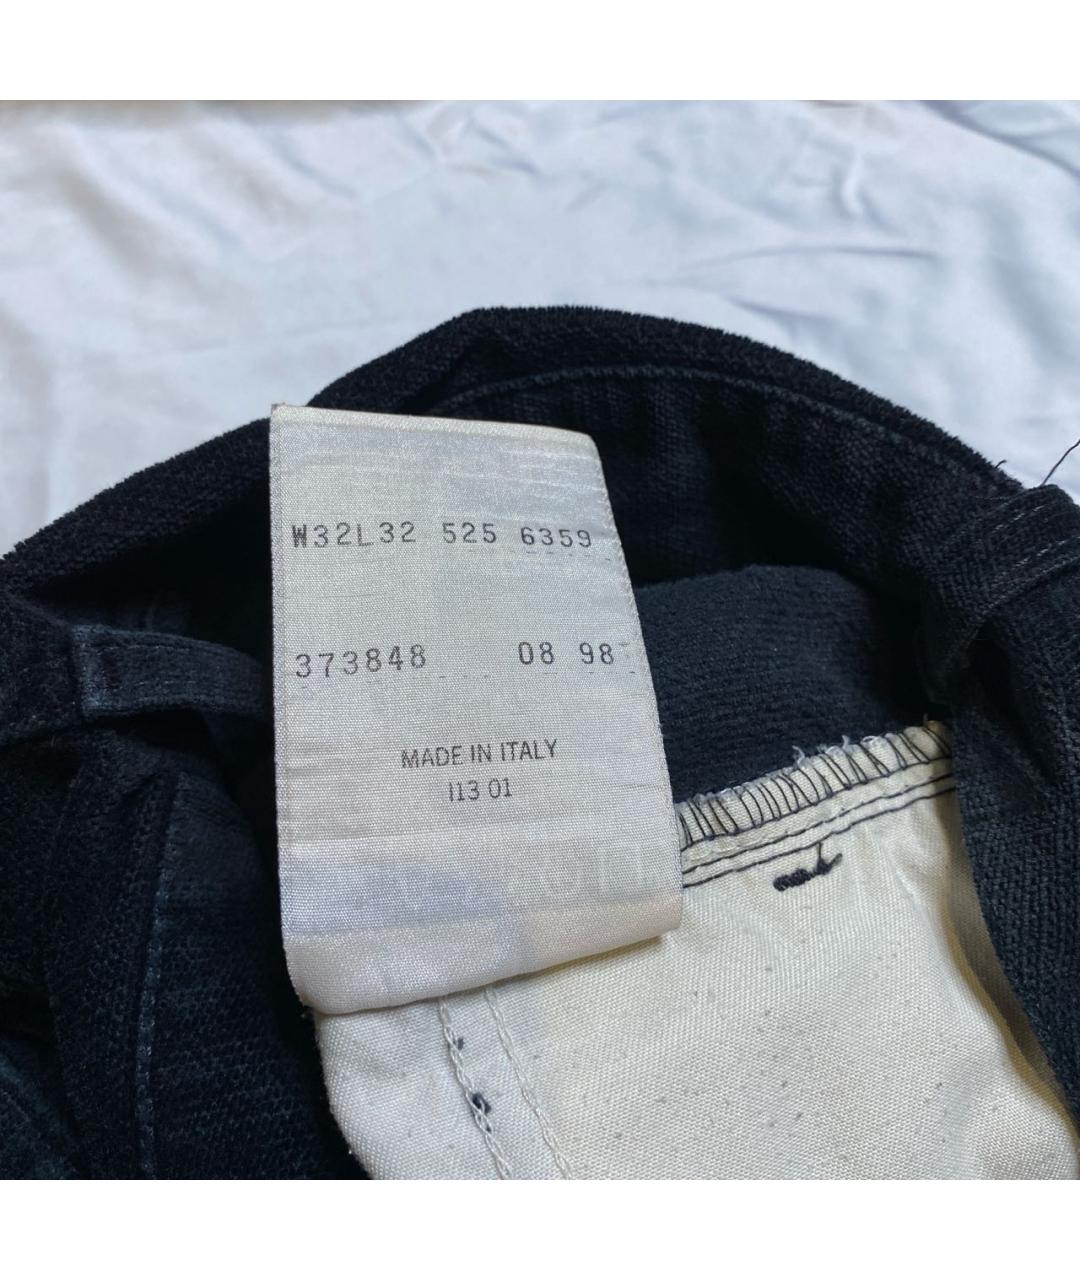 W32L32 525 6359
373848 08 98
MADE IN ITALY
I13 01